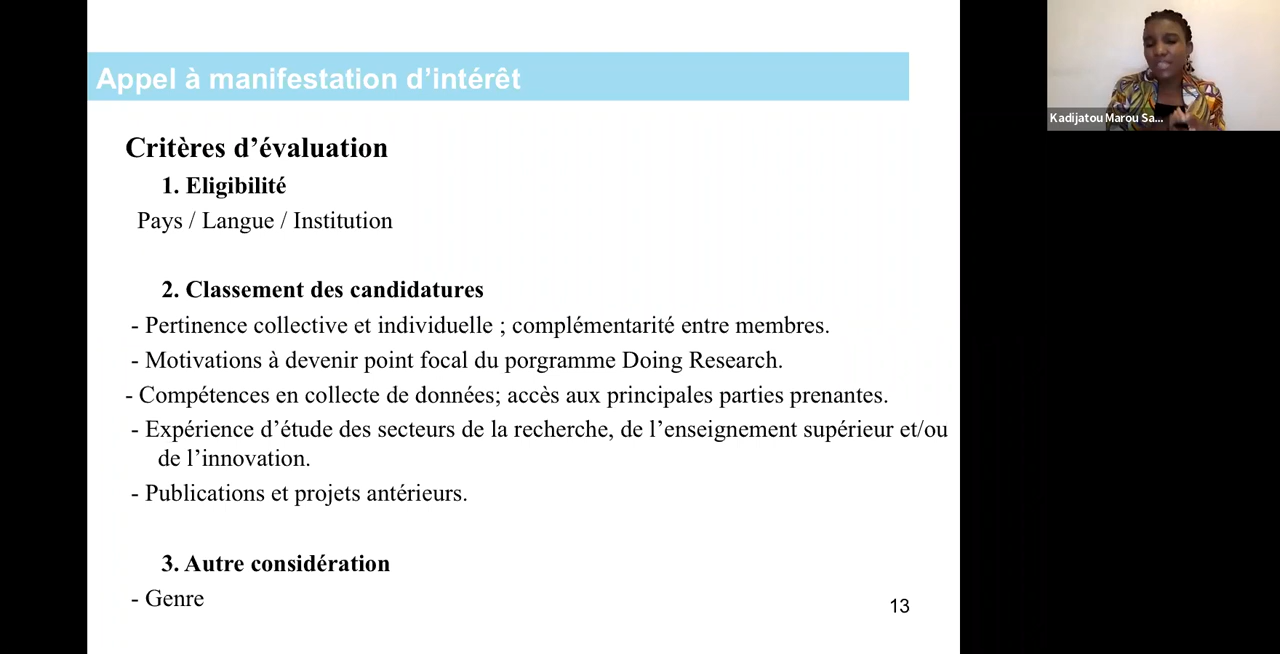 Appel à manifestation d’intérêt
Kadijatou Marou Sa...
Critères d’évaluation
1. Eligibilité
Pays / Langue / Institution
2. Classement des candidatures
- Pertinence collective et individuelle ; complémentarité entre membres.
- Motivations à devenir point focal du porgramme Doing Research.
- Compétences en collecte de données; accès aux principales parties prenantes.
- Expérience d’étude des secteurs de la recherche, de l’enseignement supérieur et/ou
de l’innovation.
- Publications et projets antérieurs.
3. Autre considération
- Genre
13